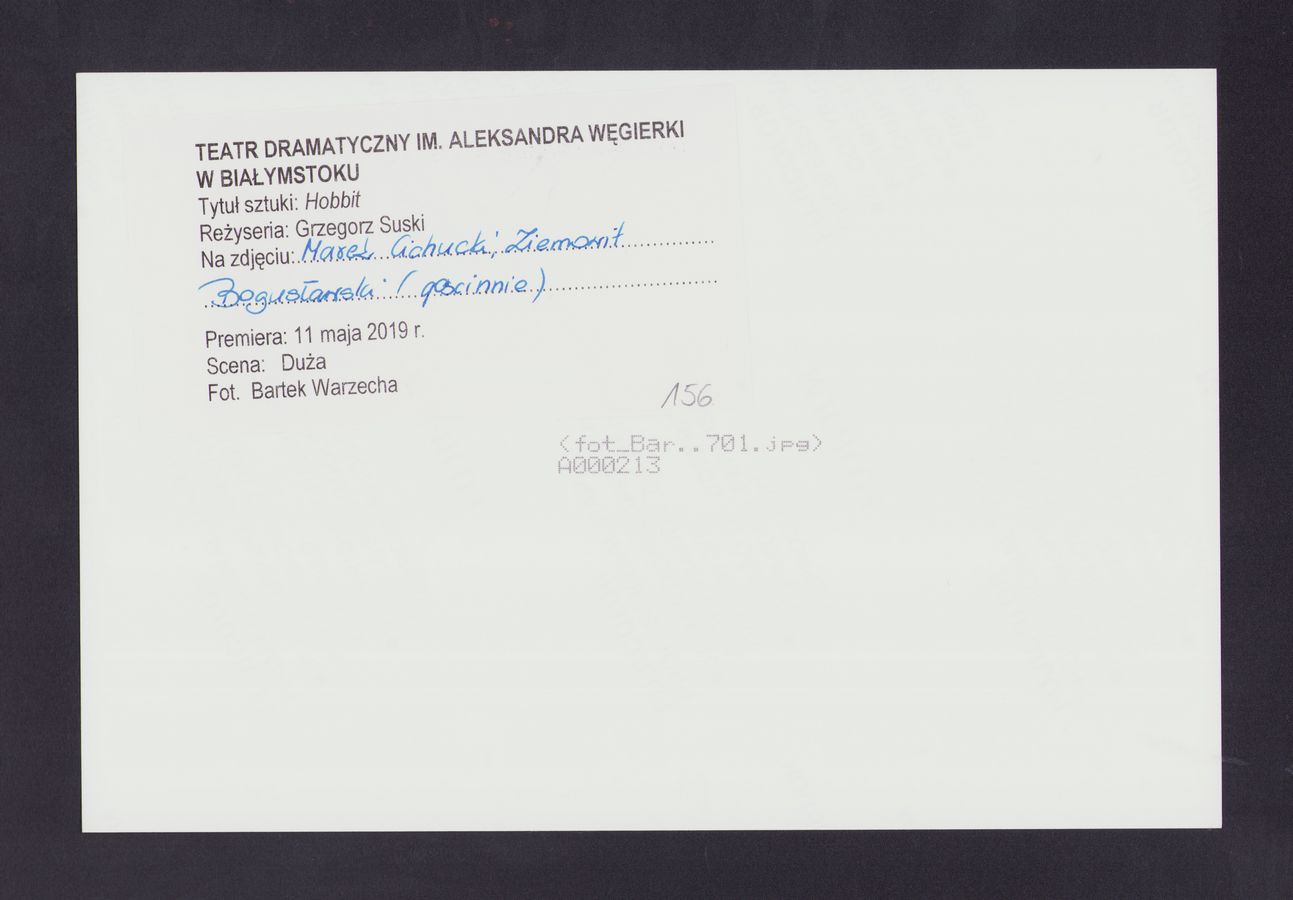 TEATR DRAMATYCZNY IM. ALEKSANDRA WĘGIERKI
W BIAŁYMSTOKU
Tytuł sztuki: Hobbit
Reżyseria: Grzegorz Suski
Na zdjęciu: Marek Cichucki, Ziemowit
Bogusławski (gościnnie)
Premiera: 11 maja 2019 r.
Scena: Duża
Fot. Bartek Warzecha
156
<fot_Bar..701.jpg>
A000213